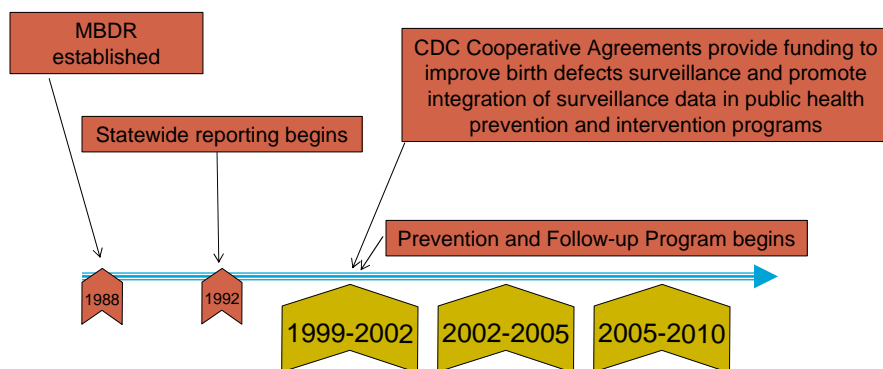 MBDR
established
CDC Cooperative Agreements provide funding to
improve birth defects surveillance and promote
integration of surveillance data in public health
prevention and intervention programs
Statewide reporting begins
Prevention and Follow-up Program begins
1988
1992
1999-2002
2002-2005
2005-2010